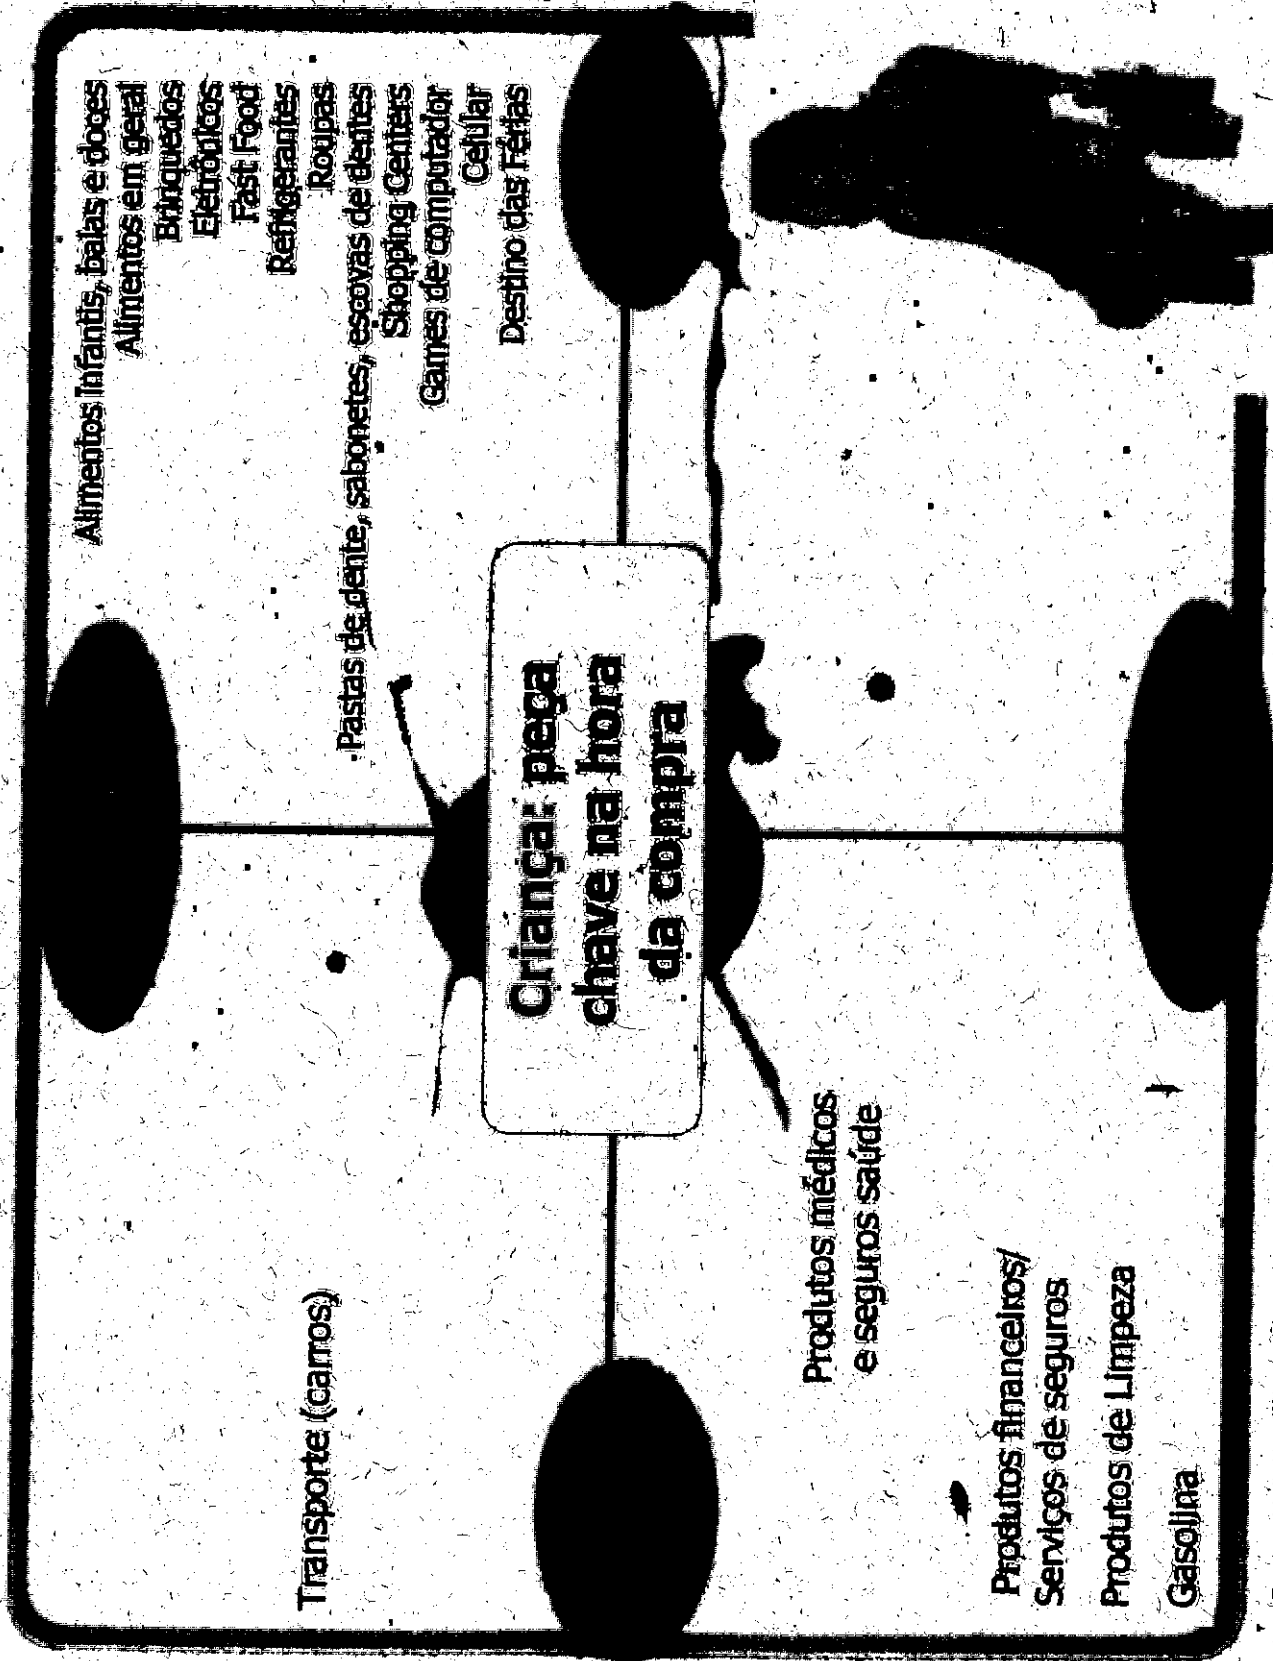 Alimentos infantis, balas e doces
Alimentos em geral
Brinquedos
Eletrônicos
Fast Food
Refrigerantes
Roupas
Pastas de dente, sabonetes, escovas de dentes
Shopping Centers
Games de computador
Celular
Destino das Férias
Transporte (carros)
Criança: peça
chave na hora
da compra
Produtos médicos
e seguros saúde
Produtos financeiros/
Serviços de seguros
Produtos de Limpeza
Gasolina